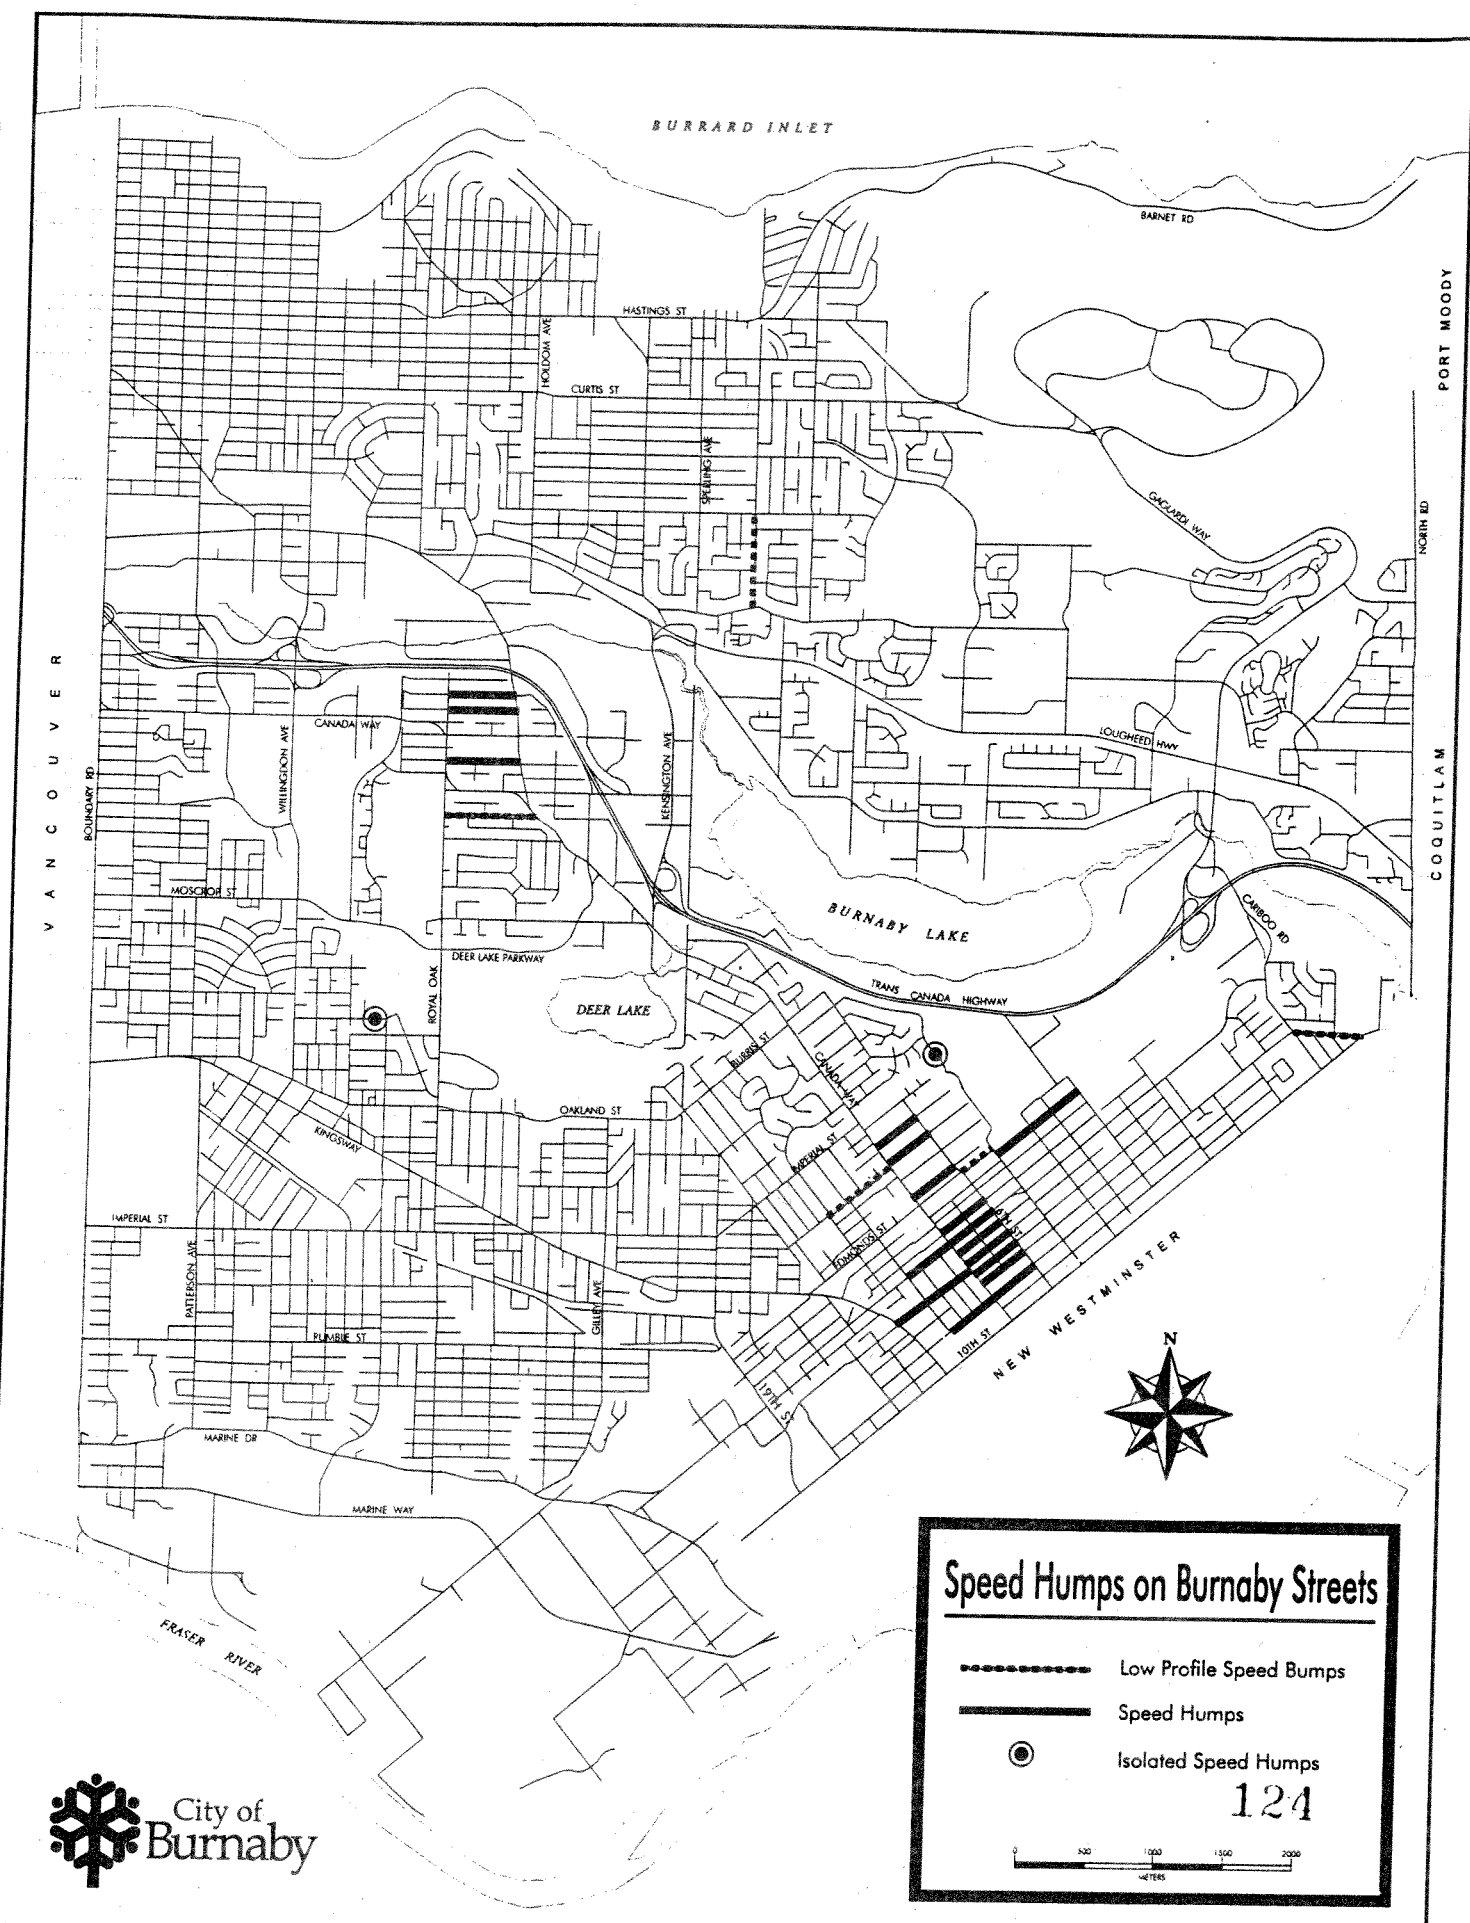 BURRARD INLET
BARNET RD
PORT MOODY
HASTINGS ST
HOLDOM AVE
CURTIS ST
SPERLING AVE
GAGLARDI WAY
NORTH RD
VANCOUVER
CANADA WAY
WILLINGDON AVE
BOUNDARY RD
KENSINGTON AVE
LOUGHEED HWY
COQUITLAM
MOSCROP ST
BURNABY LAKE
CARIBOO RD
DEER LAKE PARKWAY
ROYAL OAK
DEER LAKE
TRANS CANADA HIGHWAY
BURRIS ST
CANADA WAY
OAKLAND ST
KINGSWAY
IMPERIAL ST
IMPERIAL ST
EDMONDS ST
6TH ST
PATTERSON AVE
GILLEY AVE
RUMBLE ST
10TH ST
NEW WESTMINSTER
19TH ST
N
MARINE DR
MARINE WAY
FRASER RIVER
Speed Humps on Burnaby Streets
Low Profile Speed Bumps
Speed Humps
Isolated Speed Humps
124
0 500 1000 1500 2000
METERS
City of
Burnaby